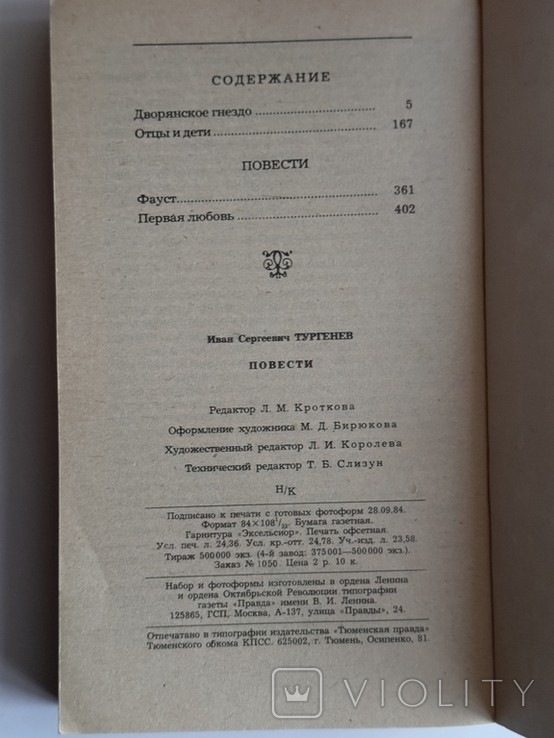 СОДЕРЖАНИЕ
Дворянское гнездо 5
Отцы и дети 167
ПОВЕСТИ
Фауст 361
Первая любовь 402
Иван Сергеевич ТУРГЕНЕВ
ПОВЕСТИ
Редактор Л. М. Кроткова
Оформление художника М. Д. Бирюкова
Художественный редактор Л. И. Королева
Технический редактор Т. Б. Слизун
Н/К
Подписано к печати с готовых фотоформ 28.09.84.
Формат 84×108¹/₃₂. Бумага газетная.
Гарнитура «Эксельсиор». Печать офсетная.
Усл. печ. л. 24,36. Усл. кр.-отт. 24,78. Уч.-изд. л. 23,58.
Тираж 500000 экз. (4-й завод: 375001—500000 экз.).
Заказ № 1050. Цена 2 р. 10 к.
Набор и фотоформы изготовлены в ордена Ленина
и ордена Октябрьской Революции типографии
газеты «Правда» имени В. И. Ленина.
125865, ГСП, Москва, А-137, улица «Правды», 24.
Отпечатано в типографии издательства «Тюменская правда»
Тюменского обкома КПСС. 625002, г. Тюмень, Осипенко, 81.
VIOLITY